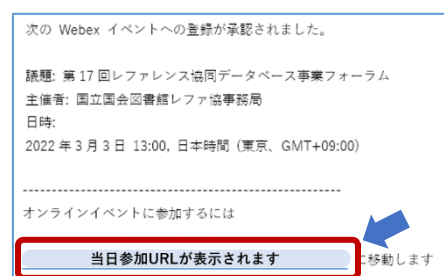 次の Webex イベントへの登録が承認されました。
議題: 第 17 回レファレンス協同データベース事業フォーラム
主催者: 国立国会図書館レファ協事務局
日時:
2022 年 3 月 3 日 13:00, 日本時間 (東京、GMT+09:00)
-----------------------------------------------------
オンラインイベントに参加するには
当日参加URLが表示されます に移動します